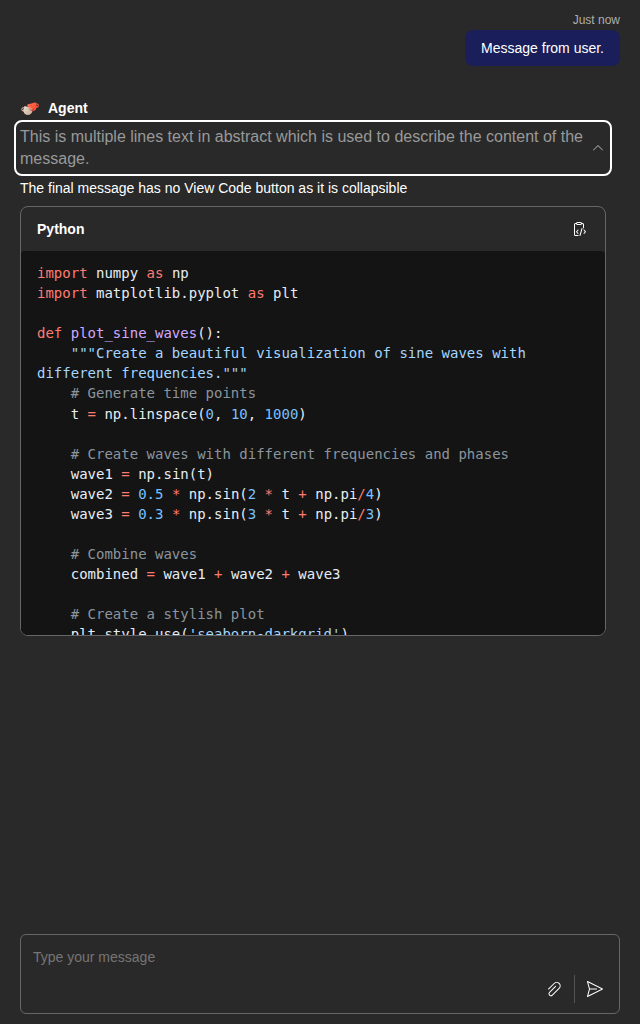 Just now
Message from user.
Agent
This is multiple lines text in abstract which is used to describe the content of the
message.
The final message has no View Code button as it is collapsible
Python
import numpy as np
import matplotlib.pyplot as plt
def plot_sine_waves():
    """Create a beautiful visualization of sine waves with
different frequencies."""
    # Generate time points
    t = np.linspace(0, 10, 1000)
    # Create waves with different frequencies and phases
    wave1 = np.sin(t)
    wave2 = 0.5 * np.sin(2 * t + np.pi/4)
    wave3 = 0.3 * np.sin(3 * t + np.pi/3)
    # Combine waves
    combined = wave1 + wave2 + wave3
    # Create a stylish plot
    plt.style.use('seaborn-darkgrid')
Type your message